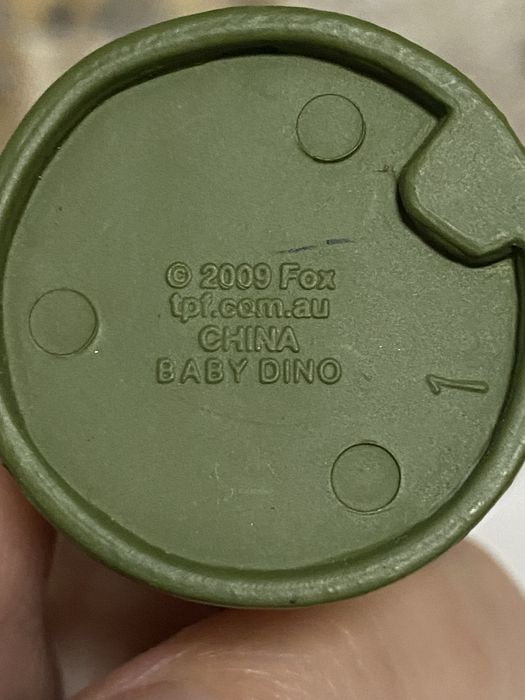 © 2009 Fox
tpf.com.au
CHINA
BABY DINO
1